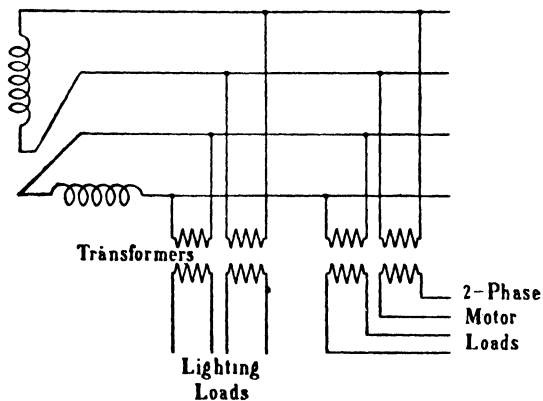 Transformers
2-Phase
Motor
Loads
Lighting
Loads